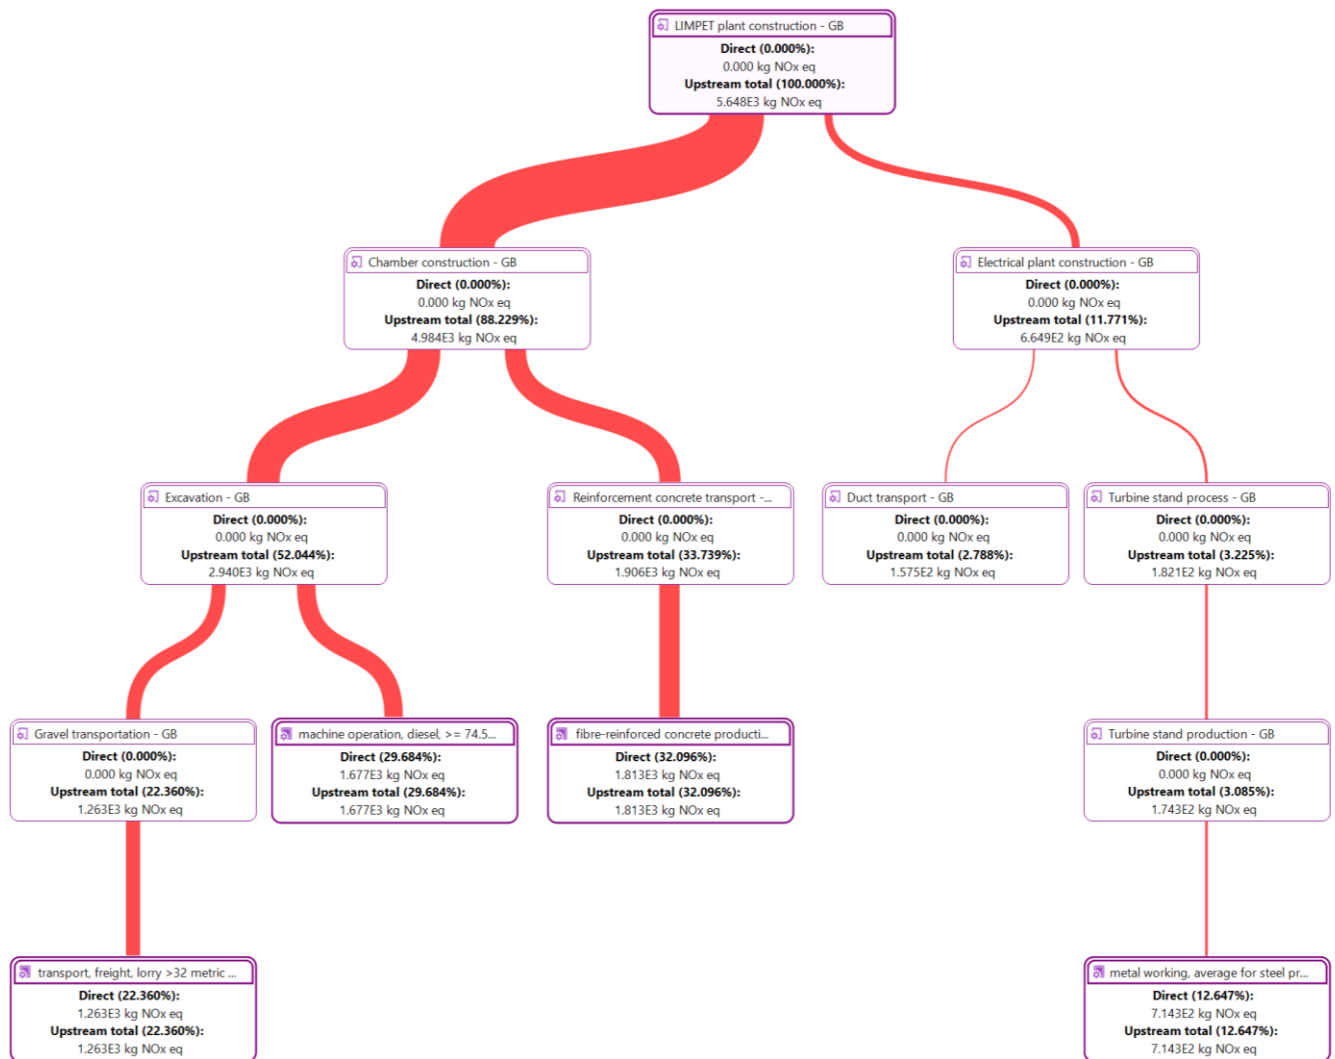 LIMPET plant construction - GB
Direct (0.000%):
0.000 kg NOx eq
Upstream total (100.000%):
5.648E3 kg NOx eq
Chamber construction - GB
Direct (0.000%):
0.000 kg NOx eq
Upstream total (88.229%):
4.984E3 kg NOx eq
Electrical plant construction - GB
Direct (0.000%):
0.000 kg NOx eq
Upstream total (11.771%):
6.649E2 kg NOx eq
Excavation - GB
Direct (0.000%):
0.000 kg NOx eq
Upstream total (52.044%):
2.940E3 kg NOx eq
Reinforcement concrete transport -...
Direct (0.000%):
0.000 kg NOx eq
Upstream total (33.739%):
1.906E3 kg NOx eq
Duct transport - GB
Direct (0.000%):
0.000 kg NOx eq
Upstream total (2.788%):
1.575E2 kg NOx eq
Turbine stand process - GB
Direct (0.000%):
0.000 kg NOx eq
Upstream total (3.225%):
1.821E2 kg NOx eq
Gravel transportation - GB
Direct (0.000%):
0.000 kg NOx eq
Upstream total (22.360%):
1.263E3 kg NOx eq
machine operation, diesel, >= 74.5...
Direct (29.684%):
1.677E3 kg NOx eq
Upstream total (29.684%):
1.677E3 kg NOx eq
fibre-reinforced concrete producti...
Direct (32.096%):
1.813E3 kg NOx eq
Upstream total (32.096%):
1.813E3 kg NOx eq
Turbine stand production - GB
Direct (0.000%):
0.000 kg NOx eq
Upstream total (3.085%):
1.743E2 kg NOx eq
transport, freight, lorry >32 metric ...
Direct (22.360%):
1.263E3 kg NOx eq
Upstream total (22.360%):
1.263E3 kg NOx eq
metal working, average for steel pr...
Direct (12.647%):
7.143E2 kg NOx eq
Upstream total (12.647%):
7.143E2 kg NOx eq